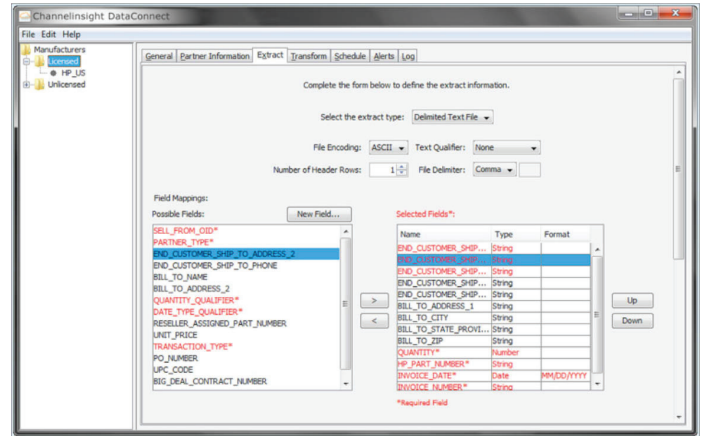 Channelinsight DataConnect
File Edit Help
Manufacturers
Licensed
HP_US
Unlicensed
General Partner Information Extract Transform Schedule Alerts Log
Complete the form below to define the extract information.
Select the extract type: Delimited Text File
File Encoding: ASCII Text Qualifier: None
Number of Header Rows: 1 File Delimiter: Comma
Field Mappings:
Possible Fields: New Field...
SELL_FROM_OID*
PARTNER_TYPE*
END_CUSTOMER_SHIP_TO_ADDRESS_2
END_CUSTOMER_SHIP_TO_PHONE
BILL_TO_NAME
BILL_TO_ADDRESS_2
QUANTITY_QUALIFIER*
DATE_TYPE_QUALIFIER*
RESELLER_ASSIGNED_PART_NUMBER
UNIT_PRICE
TRANSACTION_TYPE*
PO_NUMBER
UPC_CODE
BIG_DEAL_CONTRACT_NUMBER
>
<
Selected Fields*:
Name Type Format
END_CUSTOMER_SHIP... String
END_CUSTOMER_SHIP... String
END_CUSTOMER_SHIP... String
END_CUSTOMER_SHIP... String
END_CUSTOMER_SHIP... String
BILL_TO_ADDRESS_1 String
BILL_TO_CITY String
BILL_TO_STATE_PROVI... String
BILL_TO_ZIP String
QUANTITY* Number
HP_PART_NUMBER* String
INVOICE_DATE* Date MM/DD/YYYY
INVOICE_NUMBER* String
*Required Field
Up
Down